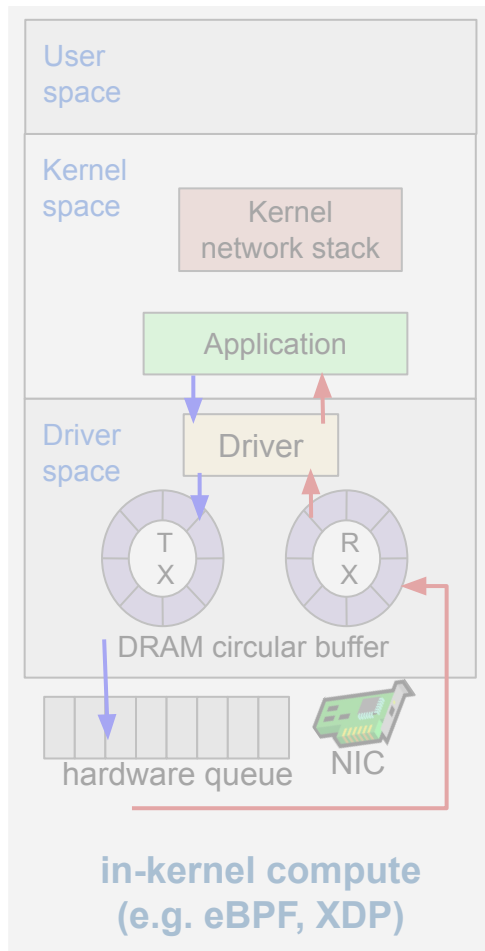 User
space
Kernel
space
Kernel
network stack
Application
Driver
space
Driver
T
X
R
X
DRAM circular buffer
hardware queue
NIC
in-kernel compute
(e.g. eBPF, XDP)